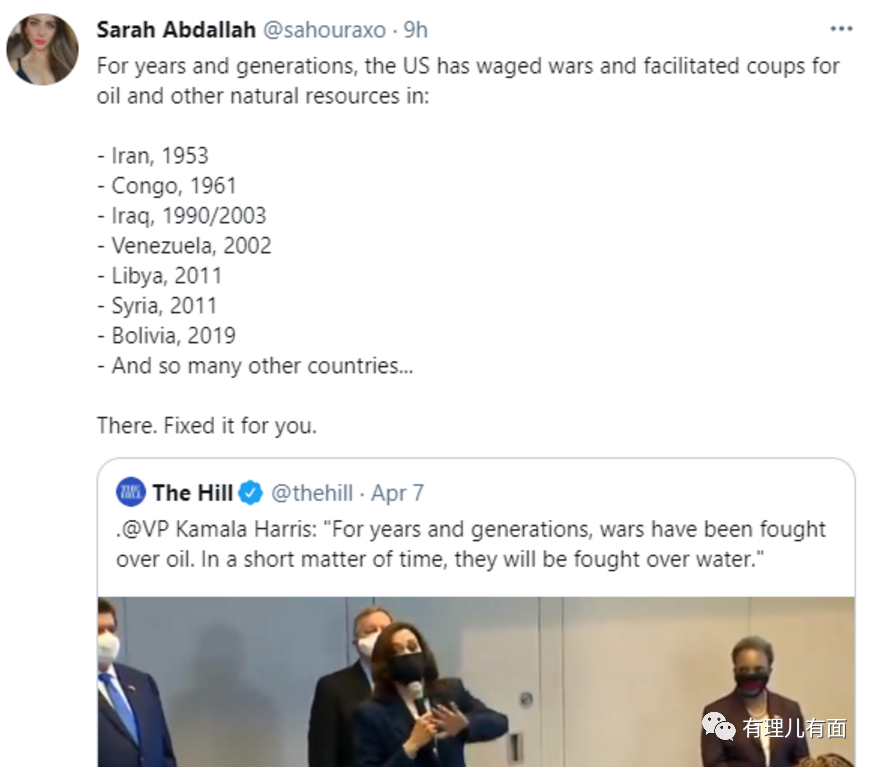 Sarah Abdallah @sahouraxo · 9h
For years and generations, the US has waged wars and facilitated coups for
oil and other natural resources in:
- Iran, 1953
- Congo, 1961
- Iraq, 1990/2003
- Venezuela, 2002
- Libya, 2011
- Syria, 2011
- Bolivia, 2019
- And so many other countries...
There. Fixed it for you.
THE HILL The Hill @thehill · Apr 7
.@VP Kamala Harris: "For years and generations, wars have been fought
over oil. In a short matter of time, they will be fought over water."
有理儿有面